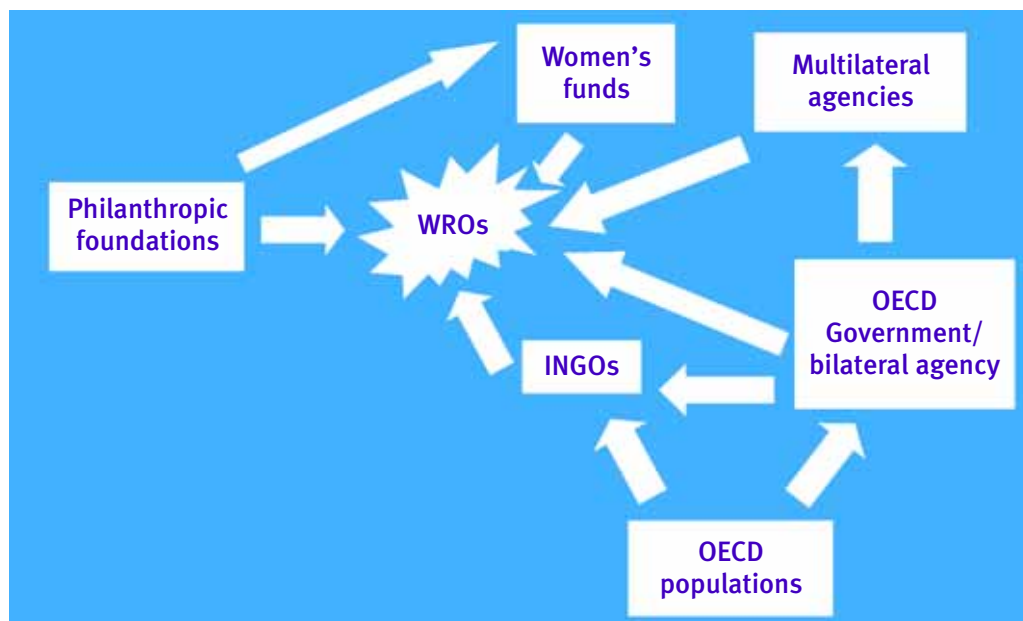 Women's
funds
Multilateral
agencies
Philanthropic
foundations
WROs
OECD
Government/
bilateral agency
INGOs
OECD
populations